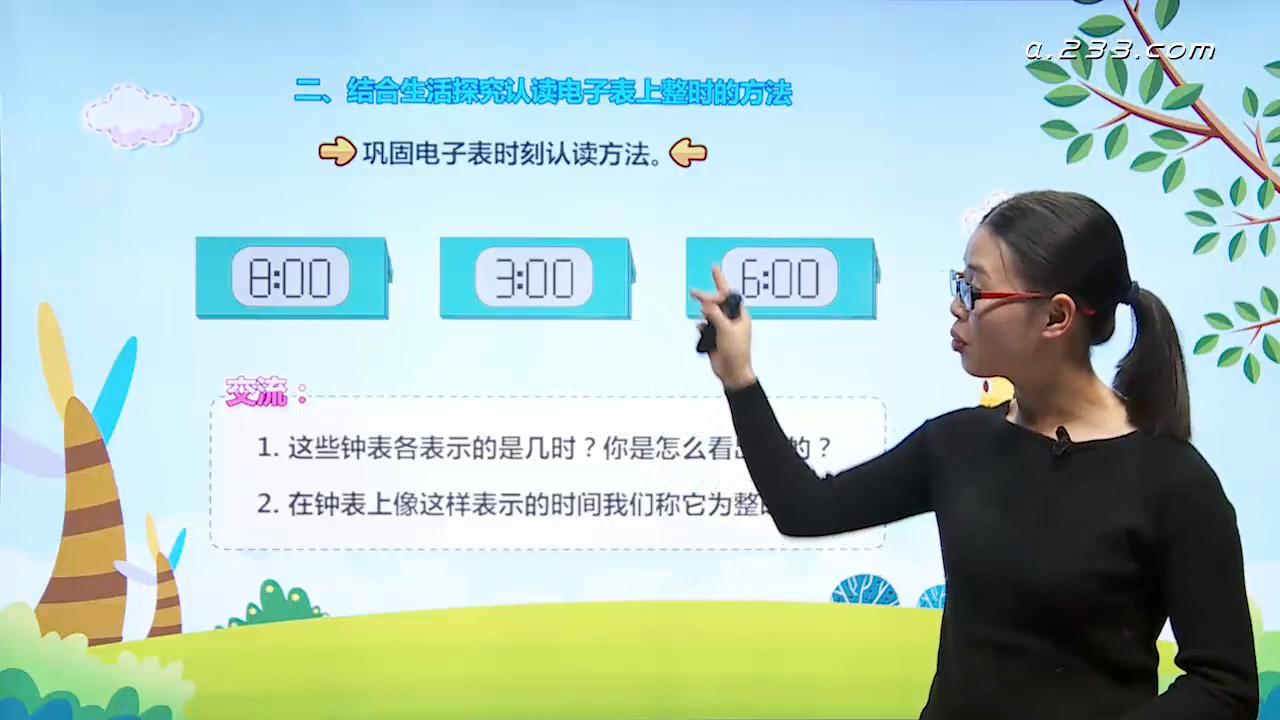 a.233.com
二、结合生活探究认读电子表上整时的方法
巩固电子表时刻认读方法。
8:00 3:00 6:00
交流：
1. 这些钟表各表示的是几时？你是怎么看 的？
2. 在钟表上像这样表示的时间我们称它为整